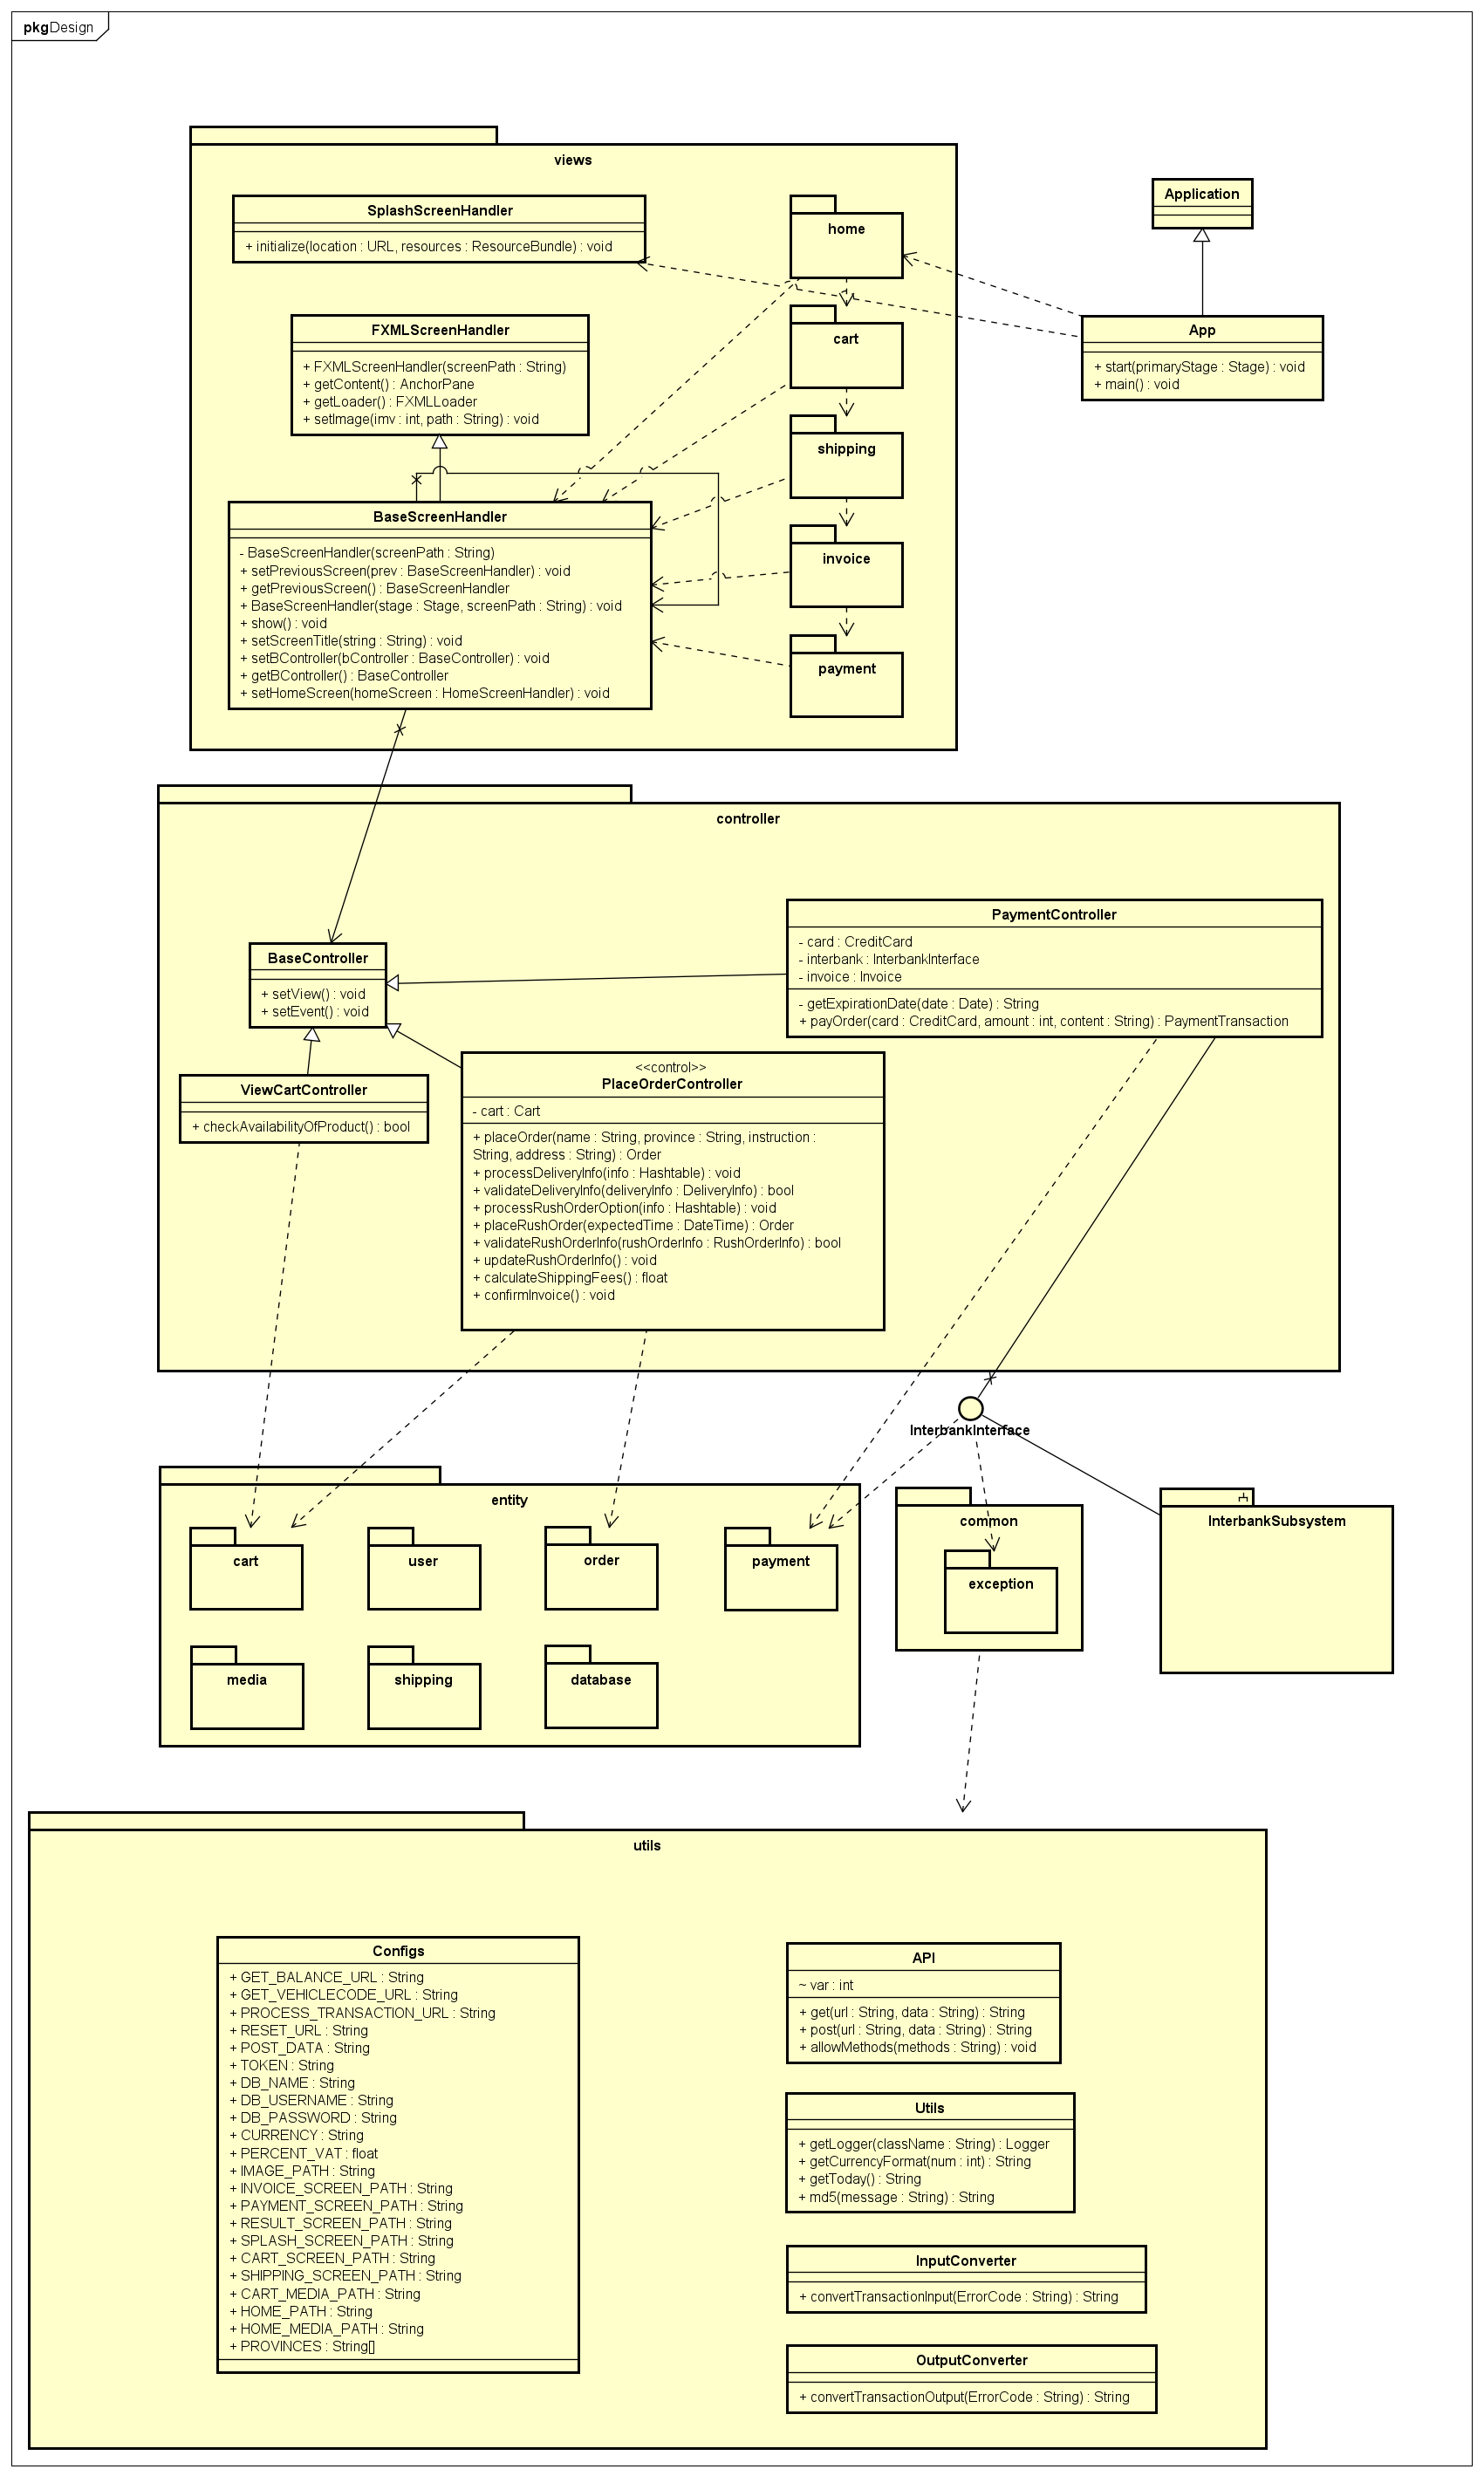 pkgDesign
views
SplashScreenHandler
+ initialize(location : URL, resources : ResourceBundle) : void
home
Application
FXMLScreenHandler
+ FXMLScreenHandler(screenPath : String)
+ getContent() : AnchorPane
+ getLoader() : FXMLLoader
+ setImage(imv : int, path : String) : void
cart
App
+ start(primaryStage : Stage) : void
+ main() : void
shipping
BaseScreenHandler
- BaseScreenHandler(screenPath : String)
+ setPreviousScreen(prev : BaseScreenHandler) : void
+ getPreviousScreen() : BaseScreenHandler
+ BaseScreenHandler(stage : Stage, screenPath : String) : void
+ show() : void
+ setScreenTitle(string : String) : void
+ setBController(bController : BaseController) : void
+ getBController() : BaseController
+ setHomeScreen(homeScreen : HomeScreenHandler) : void
invoice
payment
controller
PaymentController
- card : CreditCard
- interbank : InterbankInterface
- invoice : Invoice
- getExpirationDate(date : Date) : String
+ payOrder(card : CreditCard, amount : int, content : String) : PaymentTransaction
BaseController
+ setView() : void
+ setEvent() : void
ViewCartController
+ checkAvailabilityOfProduct() : bool
<<control>>
PlaceOrderController
- cart : Cart
+ placeOrder(name : String, province : String, instruction :
String, address : String) : Order
+ processDeliveryInfo(info : Hashtable) : void
+ validateDeliveryInfo(deliveryInfo : DeliveryInfo) : bool
+ processRushOrderOption(info : Hashtable) : void
+ placeRushOrder(expectedTime : DateTime) : Order
+ validateRushOrderInfo(rushOrderInfo : RushOrderInfo) : bool
+ updateRushOrderInfo() : void
+ calculateShippingFees() : float
+ confirmInvoice() : void
InterbankInterface
entity
cart
user
order
payment
media
shipping
database
common
exception
InterbankSubsystem
utils
Configs
+ GET_BALANCE_URL : String
+ GET_VEHICLECODE_URL : String
+ PROCESS_TRANSACTION_URL : String
+ RESET_URL : String
+ POST_DATA : String
+ TOKEN : String
+ DB_NAME : String
+ DB_USERNAME : String
+ DB_PASSWORD : String
+ CURRENCY : String
+ PERCENT_VAT : float
+ IMAGE_PATH : String
+ INVOICE_SCREEN_PATH : String
+ PAYMENT_SCREEN_PATH : String
+ RESULT_SCREEN_PATH : String
+ SPLASH_SCREEN_PATH : String
+ CART_SCREEN_PATH : String
+ SHIPPING_SCREEN_PATH : String
+ CART_MEDIA_PATH : String
+ HOME_PATH : String
+ HOME_MEDIA_PATH : String
+ PROVINCES : String[]
API
~ var : int
+ get(url : String, data : String) : String
+ post(url : String, data : String) : String
+ allowMethods(methods : String) : void
Utils
+ getLogger(className : String) : Logger
+ getCurrencyFormat(num : int) : String
+ getToday() : String
+ md5(message : String) : String
InputConverter
+ convertTransactionInput(ErrorCode : String) : String
OutputConverter
+ convertTransactionOutput(ErrorCode : String) : String